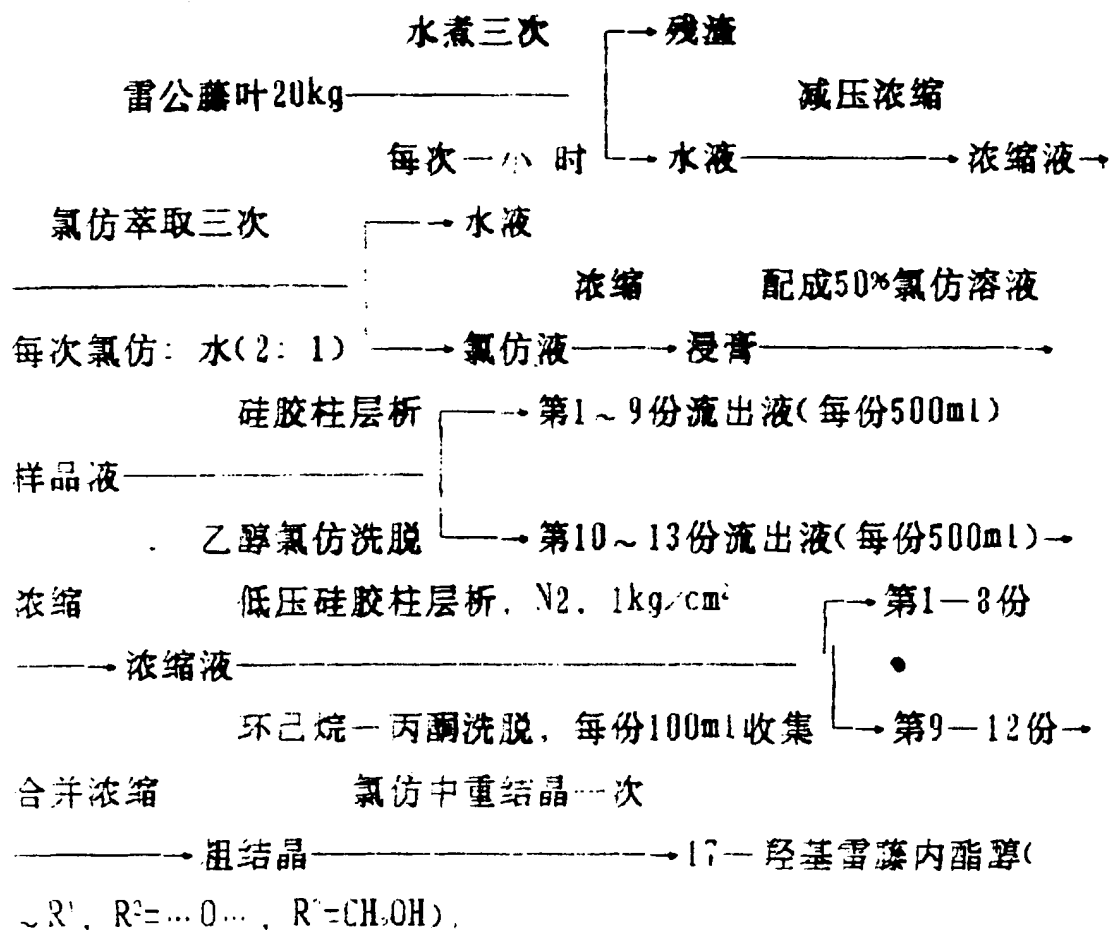 水煮三次 →残渣
雷公藤叶20kg 减压浓缩
每次一小时 →水液→浓缩液→
氯仿萃取三次 →水液
浓缩 配成50%氯仿溶液
每次氯仿: 水(2: 1) →氯仿液→浸膏→
硅胶柱层析 →第1~9份流出液(每份500ml)
样品液
乙醇氯仿洗脱 →第10~13份流出液(每份500ml)→
浓缩 低压硅胶柱层析, N2, 1kg/cm² →第1—8份
→浓缩液
环己烷—丙酮洗脱, 每份100ml收集 →第9—12份→
合并浓缩 氯仿中重结晶一次
→粗结晶→17—羟基雷藤内酯醇(
~R¹, R²=…O…, =CH₂OH).